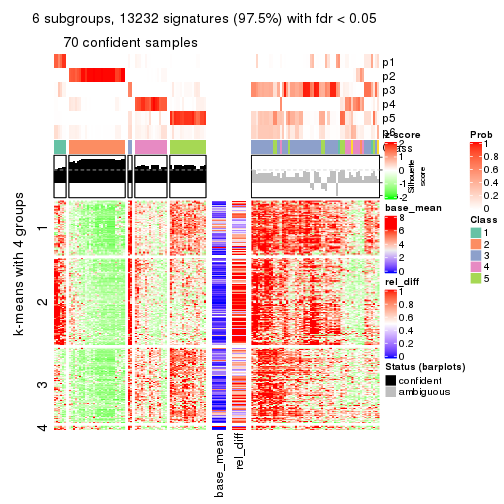 6 subgroups, 13232 signatures (97.5%) with fdr < 0.05
70 confident samples
p1
p2
p3
p4
p5
p6
Class
z-score
2
1
0
-1
-2
Silhouette
score
base_mean
8
6
4
2
0
rel_diff
1
0.8
0.6
0.4
0.2
0
Prob
1
0.8
0.6
0.4
0.2
0
Class
1
2
3
4
5
Status (barplots)
confident
ambiguous
k-means with 4 groups
1
2
3
4
base_mean
rel_diff